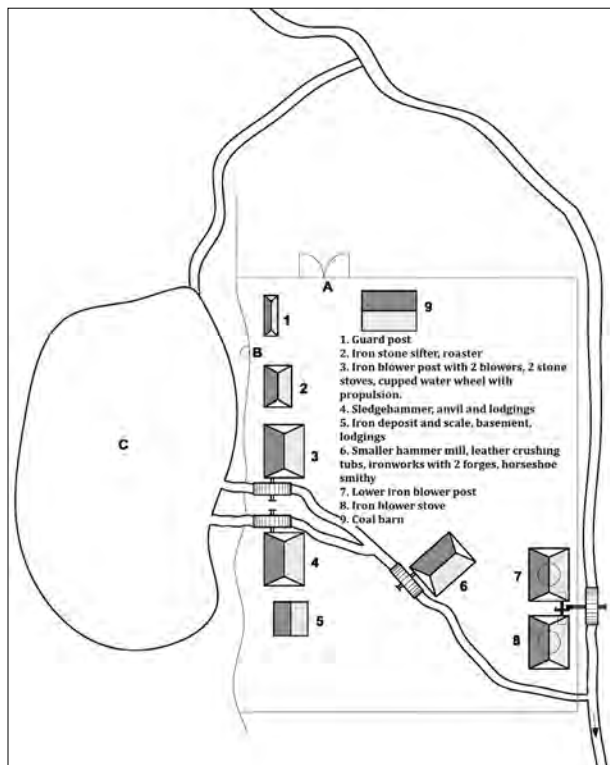 A
1
9
B
1. Guard post
2. Iron stone sifter, roaster
3. Iron blower post with 2 blowers, 2 stone
stoves, cupped water wheel with
propulsion.
4. Sledgehammer, anvil and lodgings
5. Iron deposit and scale, basement,
lodgings
6. Smaller hammer mill, leather crushing
tubs, ironworks with 2 forges, horseshoe
smithy
7. Lower iron blower post
8. Iron blower stove
9. Coal barn
2
C
3
4
5
6
7
8